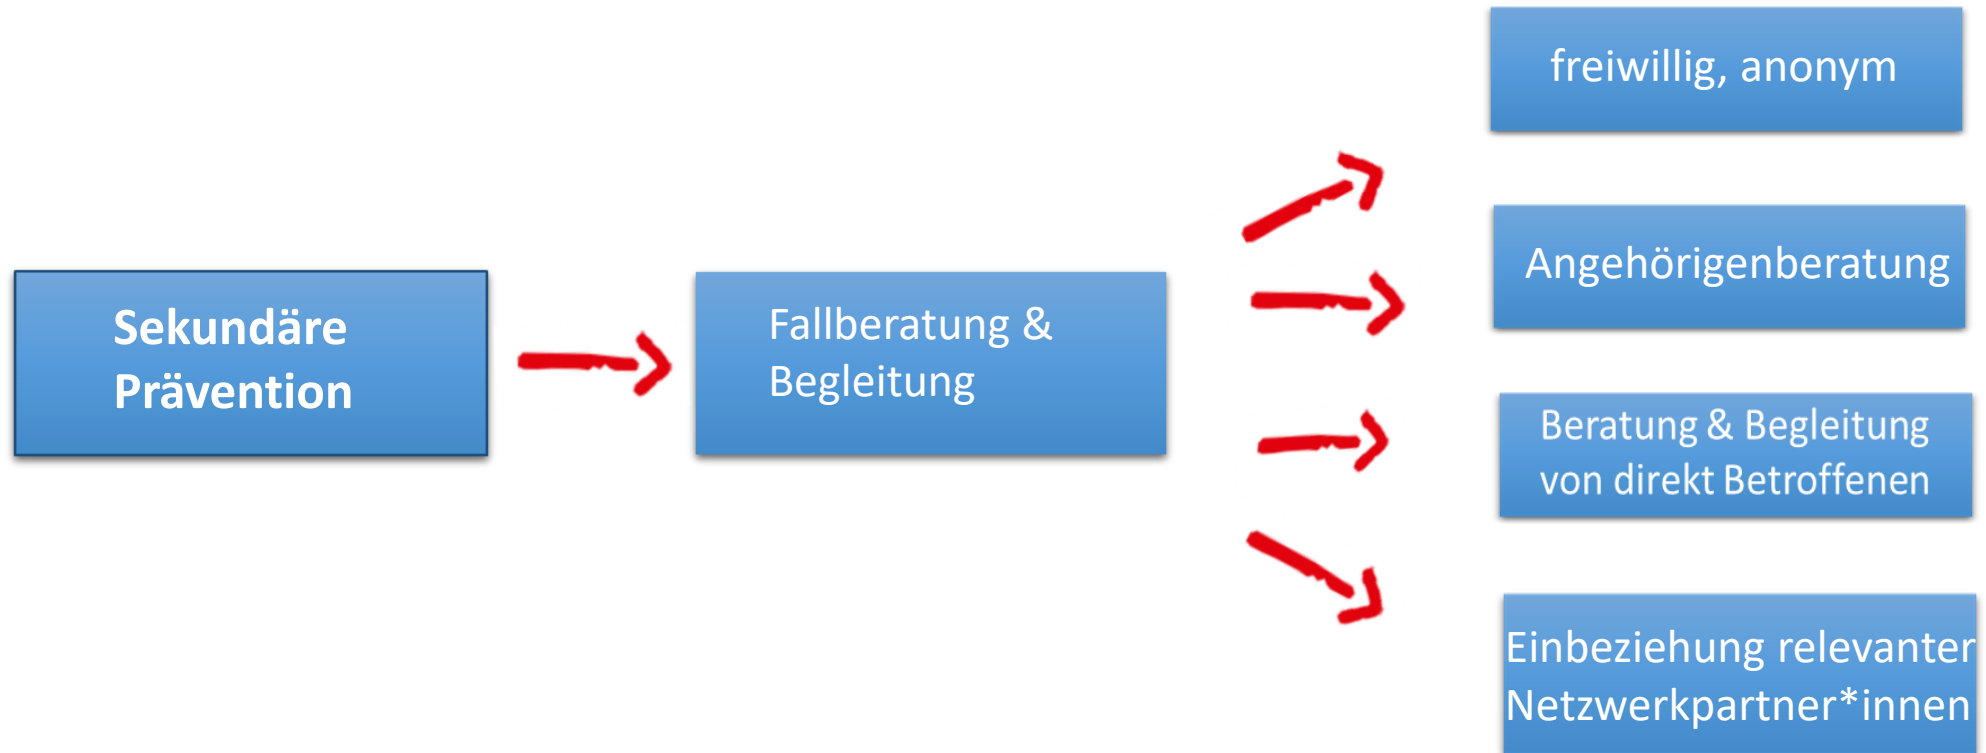 Sekundäre
Prävention
Fallberatung &
Begleitung
freiwillig, anonym
Angehörigenberatung
Beratung & Begleitung
von direkt Betroffenen
Einbeziehung relevanter
Netzwerkpartner*innen